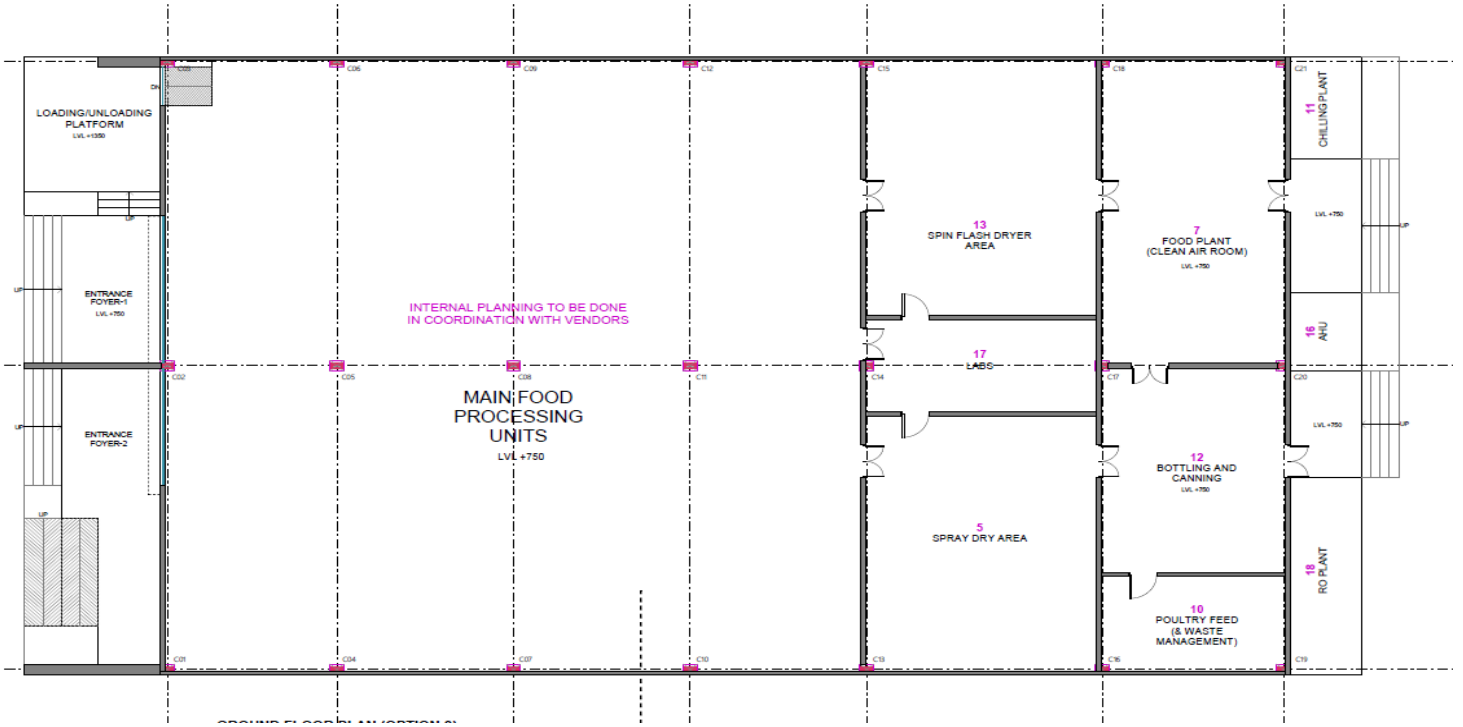 C03
C06
C09
C12
C15
C18
C21
DN
LOADING/UNLOADING
PLATFORM
LVL +1350
11
CHILLING PLANT
UP
13
SPIN FLASH DRYER
AREA
7
FOOD PLANT
(CLEAN AIR ROOM)
LVL +750
LVL +750
UP
UP
ENTRANCE
FOYER-1
LVL +750
INTERNAL PLANNING TO BE DONE
IN COORDINATION WITH VENDORS
16
AHU
17
LABS
C02
C05
C08
C11
C14
C17
C20
MAIN FOOD
PROCESSING
UNITS
LVL +750
UP
ENTRANCE
FOYER-2
LVL +750
UP
12
BOTTLING AND
CANNING
LVL +750
UP
5
SPRAY DRY AREA
18
RO PLANT
10
POULTRY FEED
(& WASTE
MANAGEMENT)
C01
C04
C07
C10
C13
C16
C19